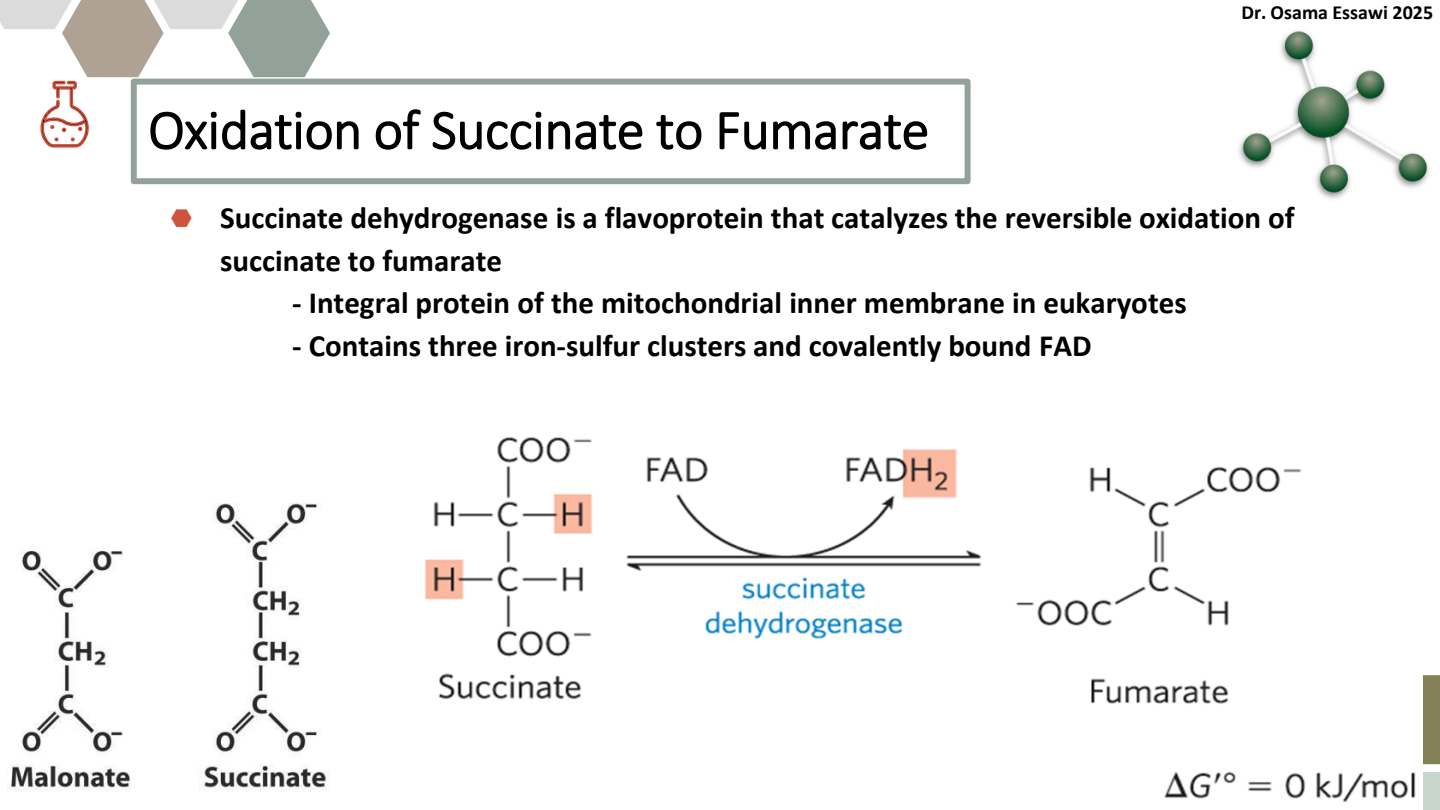 Dr. Osama Essawi 2025
Oxidation of Succinate to Fumarate
Succinate dehydrogenase is a flavoprotein that catalyzes the reversible oxidation of
succinate to fumarate
- Integral protein of the mitochondrial inner membrane in eukaryotes
- Contains three iron-sulfur clusters and covalently bound FAD
O O⁻
C
CH₂
C
O O⁻
Malonate
O O⁻
C
CH₂
CH₂
C
O O⁻
Succinate
COO⁻
H—C—H
H—C—H
COO⁻
Succinate
FAD FADH₂
succinate
dehydrogenase
H COO⁻
C
C
⁻OOC H
Fumarate
ΔG′° = 0 kJ/mol